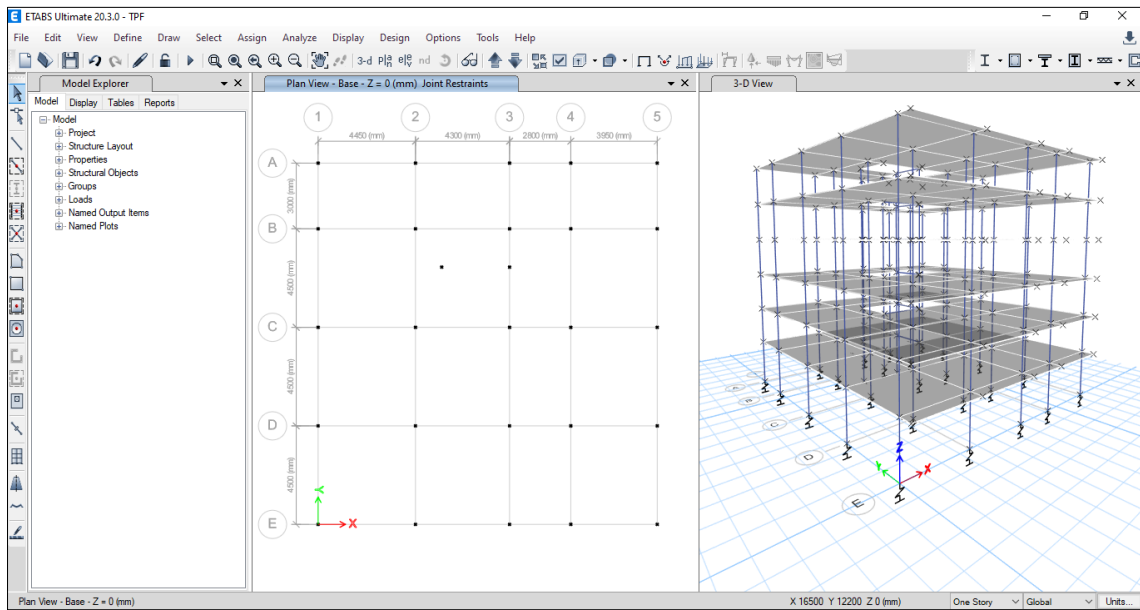 ETABS Ultimate 20.3.0 - TPF
File Edit View Define Draw Select Assign Analyze Display Design Options Tools Help
3-d Plª elº nd
Model Explorer
Model Display Tables Reports
Model
Project
Structure Layout
Properties
Structural Objects
Groups
Loads
Named Output Items
Named Plots
Plan View - Base - Z = 0 (mm) Joint Restraints
1 2 3 4 5
4450 (mm) 4300 (mm) 2800 (mm) 3950 (mm)
A
3000 (mm)
B
4500 (mm)
C
4500 (mm)
D
4500 (mm)
E
Y
X
3-D View
C
D
E
Z
Y
X
Plan View - Base - Z = 0 (mm)
X 16500 Y 12200 Z 0 (mm)
One Story
Global
Units...